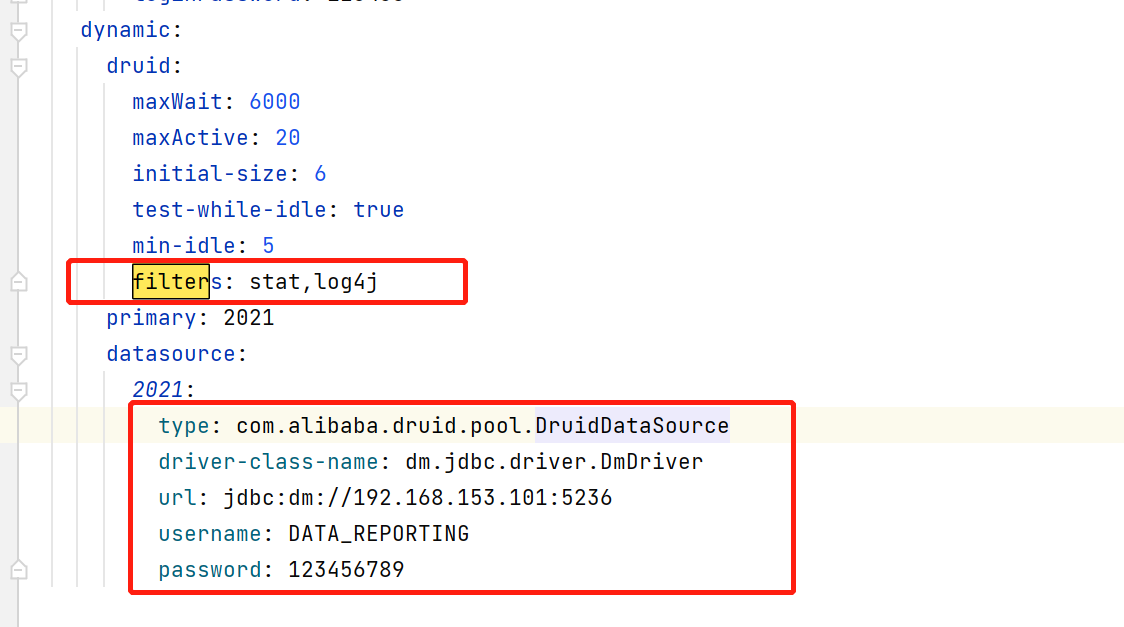 dynamic:
druid:
maxWait: 6000
maxActive: 20
initial-size: 6
test-while-idle: true
min-idle: 5
filters: stat,log4j
primary: 2021
datasource:
2021:
type: com.alibaba.druid.pool.DruidDataSource
driver-class-name: dm.jdbc.driver.DmDriver
url: jdbc:dm://192.168.153.101:5236
username: DATA_REPORTING
password: 123456789